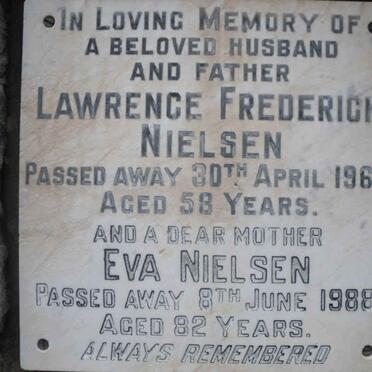 IN LOVING MEMORY OF
A BELOVED HUSBAND
AND FATHER
LAWRENCE FREDERICK
NIELSEN
PASSED AWAY 30TH APRIL 196
AGED 58 YEARS.
AND A DEAR MOTHER
EVA NIELSEN
PASSED AWAY 8TH JUNE 1988
AGED 82 YEARS.
ALWAYS REMEMBERED